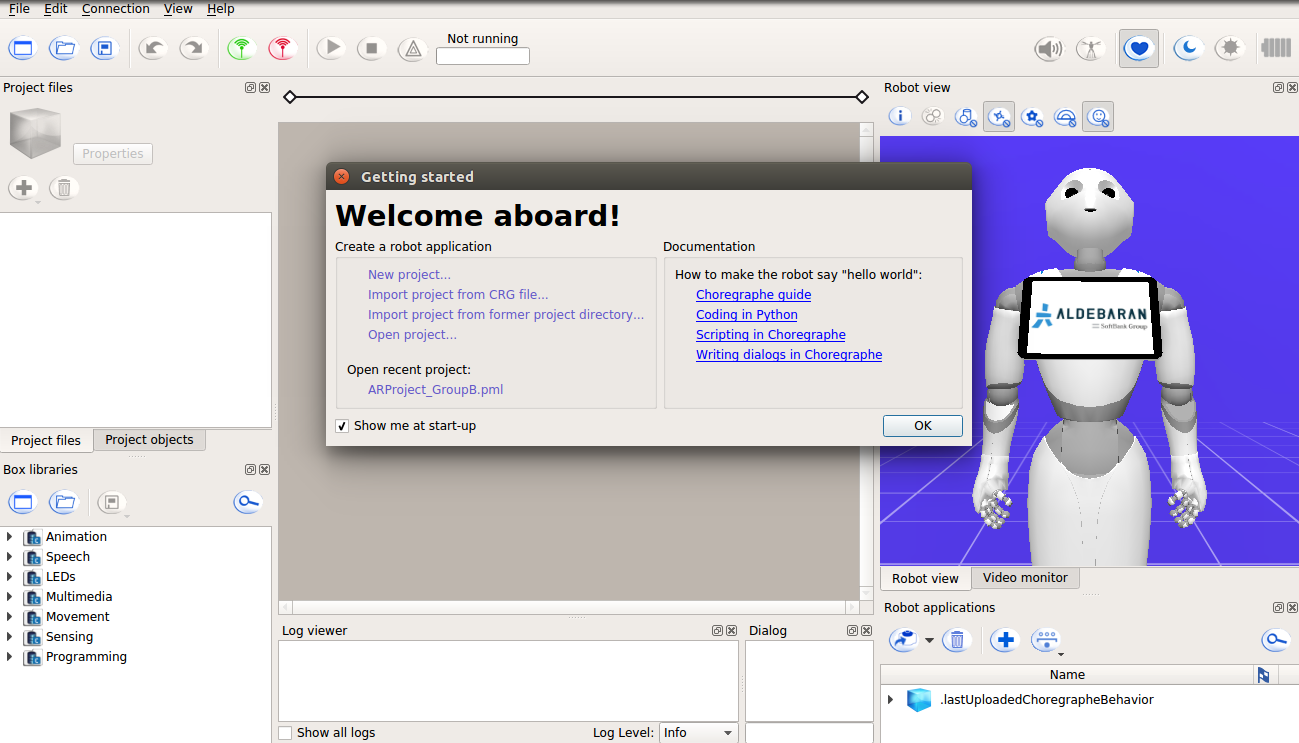 File Edit Connection View Help
Not running
Project files
Properties
Project files Project objects
Box libraries
Animation
Speech
LEDs
Multimedia
Movement
Sensing
Programming
Getting started
Welcome aboard!
Create a robot application
New project...
Import project from CRG file...
Import project from former project directory...
Open project...
Open recent project:
ARProject_GroupB.pml
Show me at start-up
Documentation
How to make the robot say "hello world":
Choregraphe guide
Coding in Python
Scripting in Choregraphe
Writing dialogs in Choregraphe
OK
Log viewer
Show all logs Log Level: Info
Dialog
Robot view
ALDEBARAN
SoftBank Group
Robot view Video monitor
Robot applications
Name
.lastUploadedChoregrapheBehavior